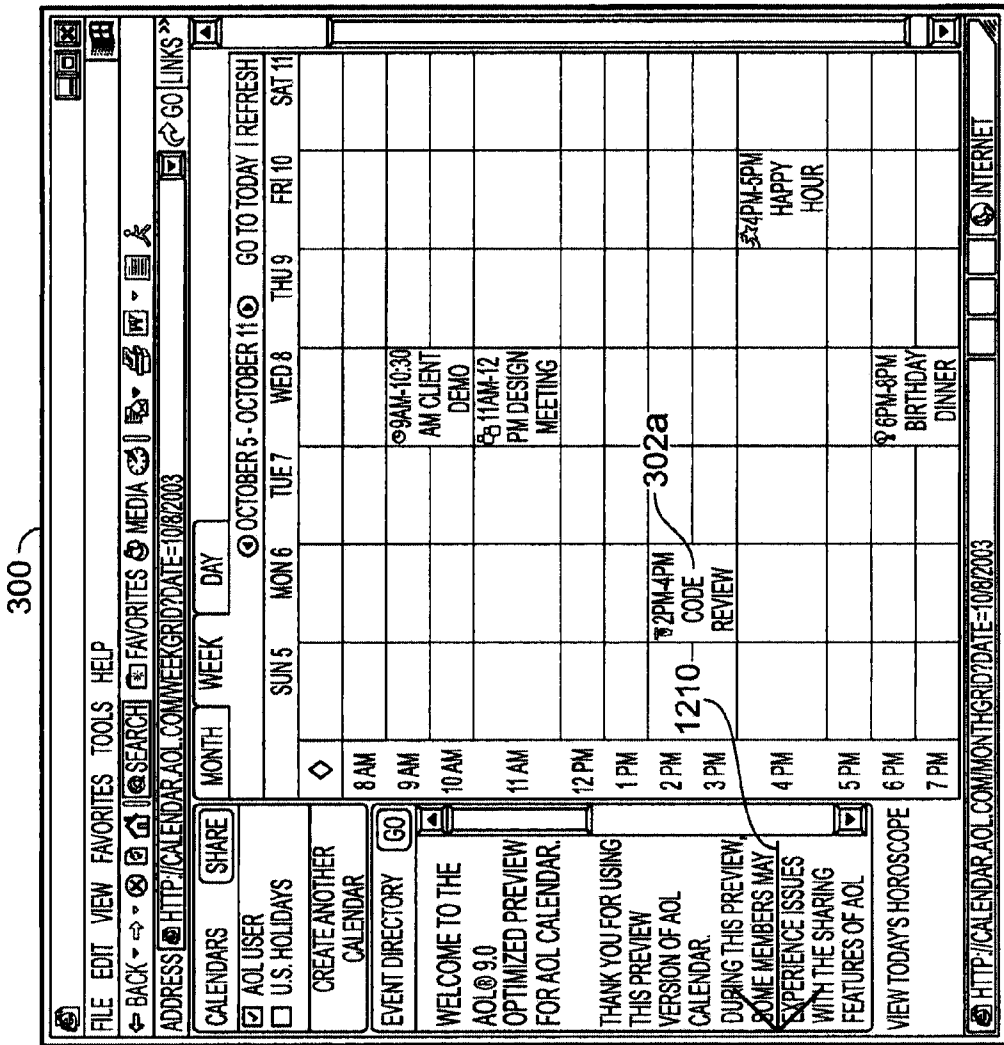 300
FILE EDIT VIEW FAVORITES TOOLS HELP
BACK SEARCH FAVORITES MEDIA W
ADDRESS HTTP://CALENDAR.AOL.COM/WEEKGRID?DATE=10/8/2003 GO LINKS »
CALENDARS SHARE
AOL USER
U.S. HOLIDAYS
CREATE ANOTHER
CALENDAR
EVENT DIRECTORY GO
WELCOME TO THE
AOL® 9.0
OPTIMIZED PREVIEW
FOR AOL CALENDAR.
THANK YOU FOR USING
THIS PREVIEW
VERSION OF AOL
CALENDAR.
DURING THIS PREVIEW,
SOME MEMBERS MAY
EXPERIENCE ISSUES
WITH THE SHARING
FEATURES OF AOL
VIEW TODAY'S HOROSCOPE
1210
MONTH WEEK DAY
OCTOBER 5 - OCTOBER 11 GO TO TODAY | REFRESH
SUN 5 MON 6 TUE 7 WED 8 THU 9 FRI 10 SAT 11
8 AM
9 AM
10 AM
11 AM
12 PM
1 PM
2 PM
3 PM
4 PM
5 PM
6 PM
7 PM
2PM-4PM
CODE
REVIEW
302a
9AM-10:30
AM CLIENT
DEMO
11AM-12
PM DESIGN
MEETING
6PM-8PM
BIRTHDAY
DINNER
4PM-5PM
HAPPY
HOUR
HTTP://CALENDAR.AOL.COM/MONTHGRID?DATE=10/8/2003 INTERNET